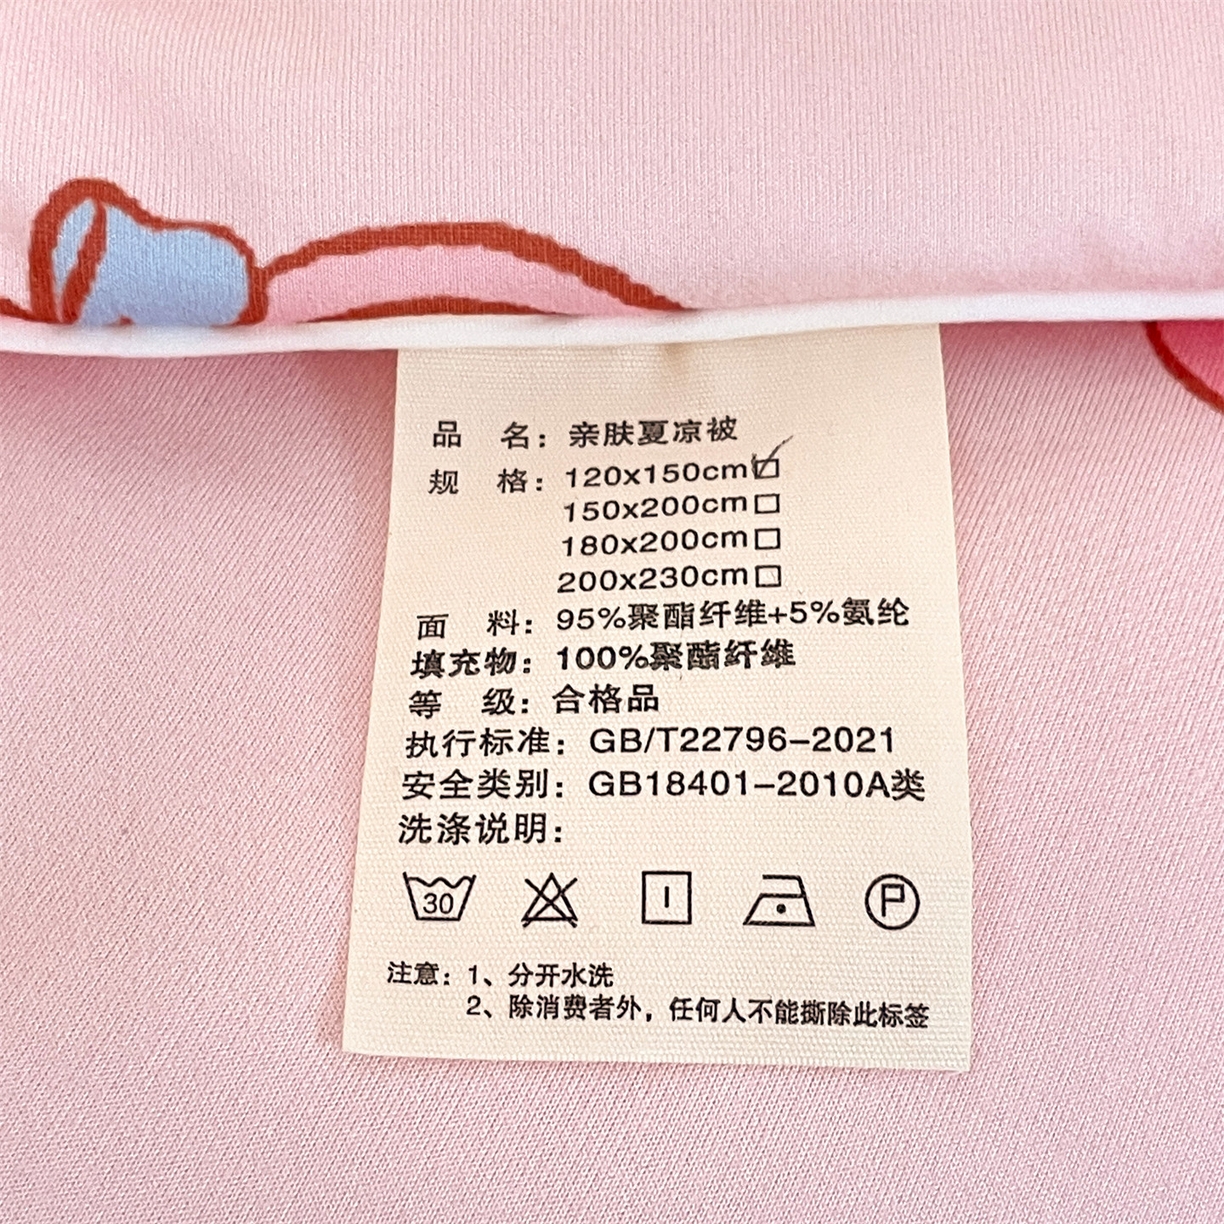 品 名：亲肤夏凉被
规 格：120x150cm☑
150x200cm□
180x200cm□
200x230cm□
面 料：95%聚酯纤维+5%氨纶
填充物：100%聚酯纤维
等 级：合格品
执行标准：GB/T22796-2021
安全类别：GB18401-2010A类
洗涤说明：
30 P
注意：1、分开水洗
2、除消费者外，任何人不能撕除此标签